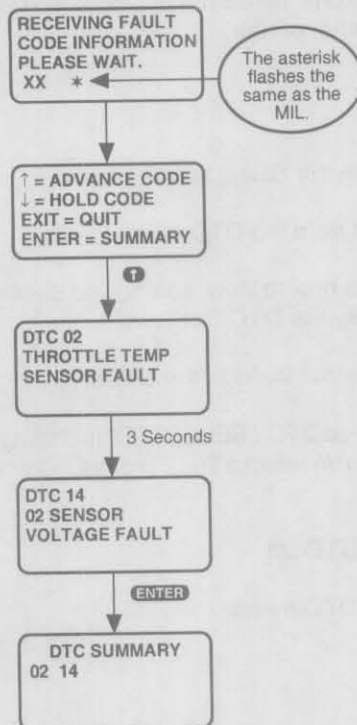 RECEIVING FAULT
CODE INFORMATION
PLEASE WAIT.
XX *
The asterisk
flashes the
same as the
MIL.
↑ = ADVANCE CODE
↓ = HOLD CODE
EXIT = QUIT
ENTER = SUMMARY
↑
DTC 02
THROTTLE TEMP
SENSOR FAULT
3 Seconds
DTC 14
02 SENSOR
VOLTAGE FAULT
ENTER
DTC SUMMARY
02 14